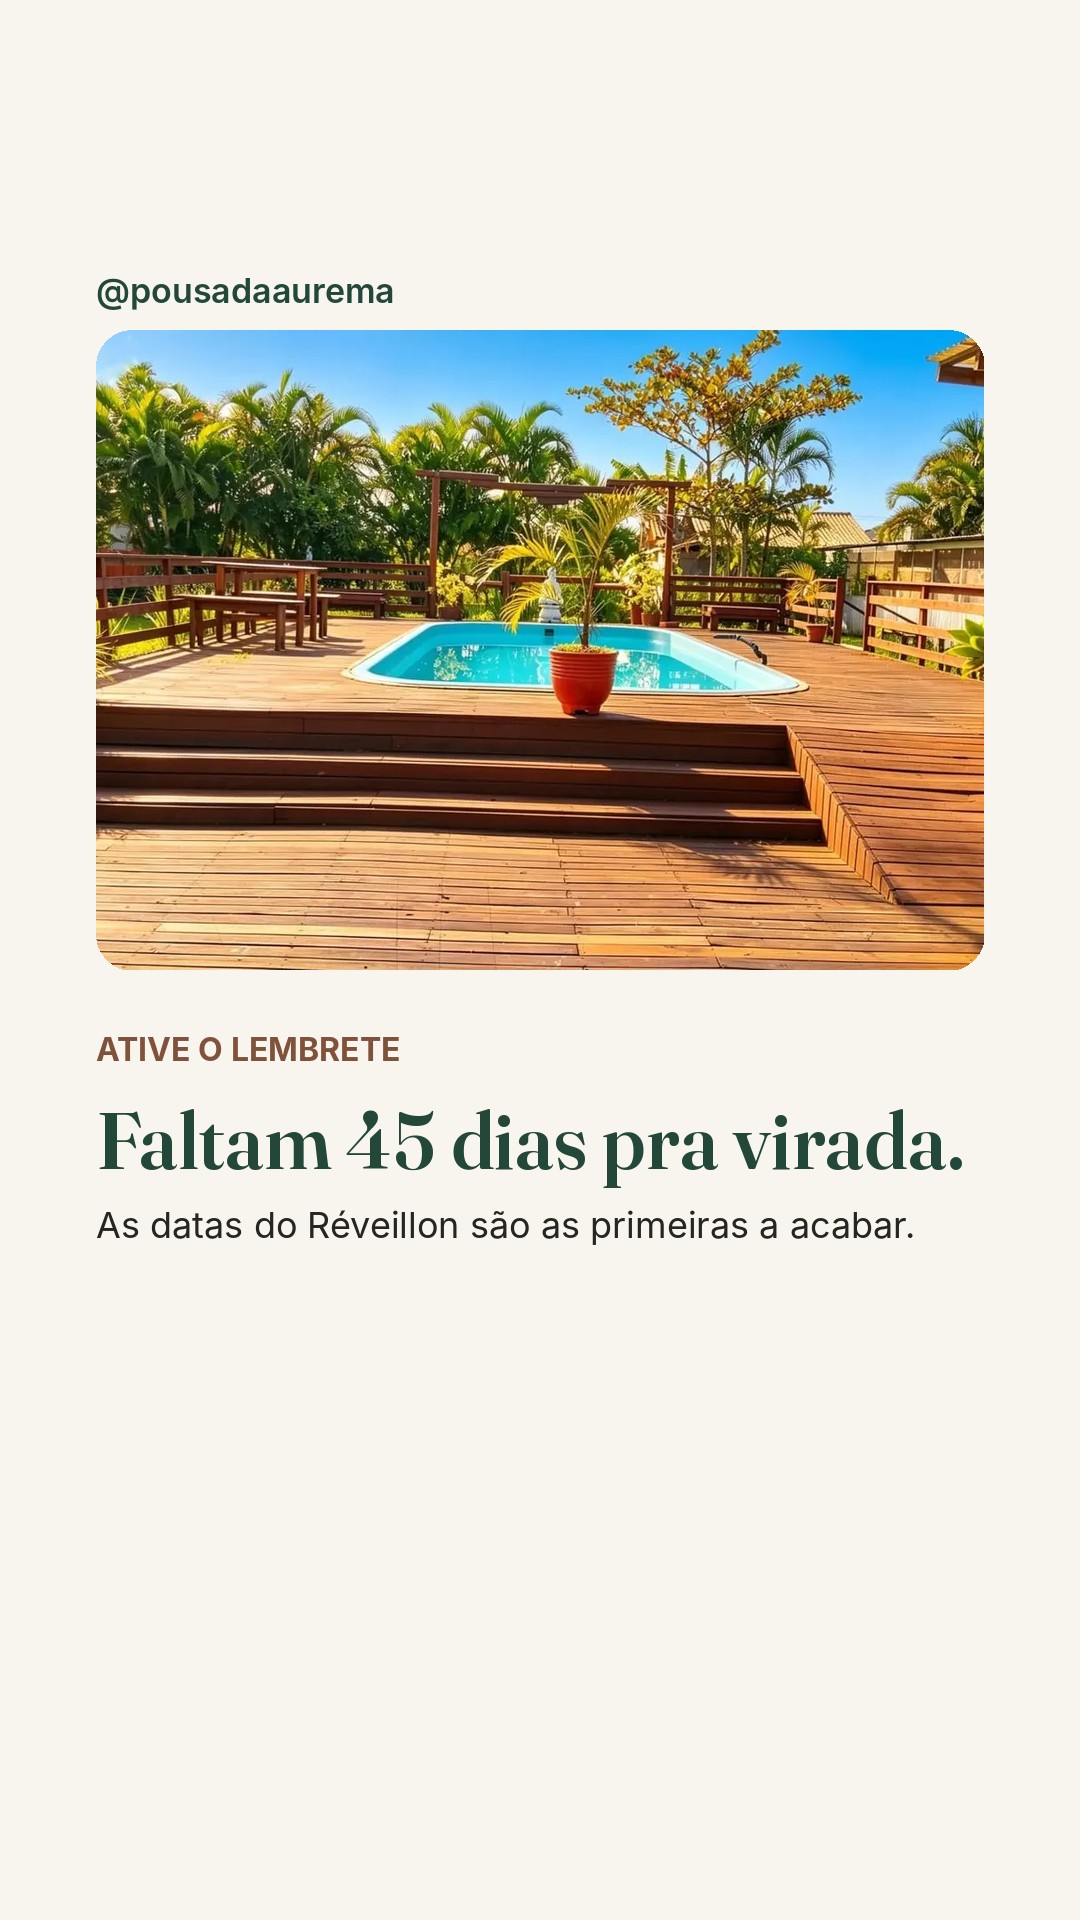 @pousadaaurema
ATIVE O LEMBRETE
Faltam 45 dias pra virada.
As datas do Réveillon são as primeiras a acabar.